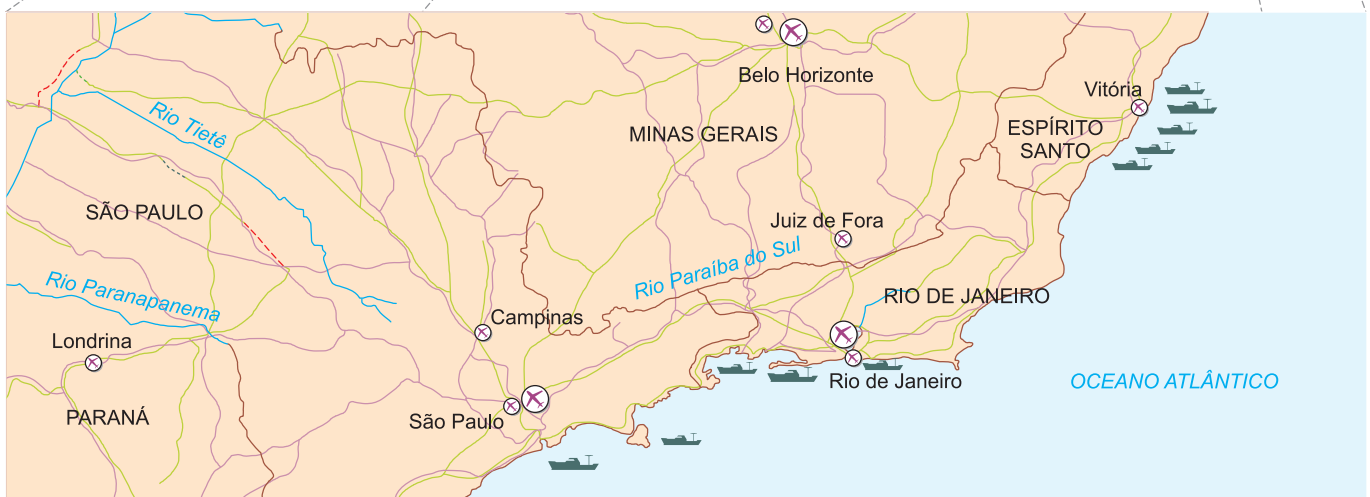 Belo Horizonte
Vitória
Rio Tietê
MINAS GERAIS
ESPÍRITO
SANTO
SÃO PAULO
Juiz de Fora
Rio Paraíba do Sul
Rio Paranapanema
RIO DE JANEIRO
Campinas
Londrina
Rio de Janeiro
OCEANO ATLÂNTICO
PARANÁ
São Paulo